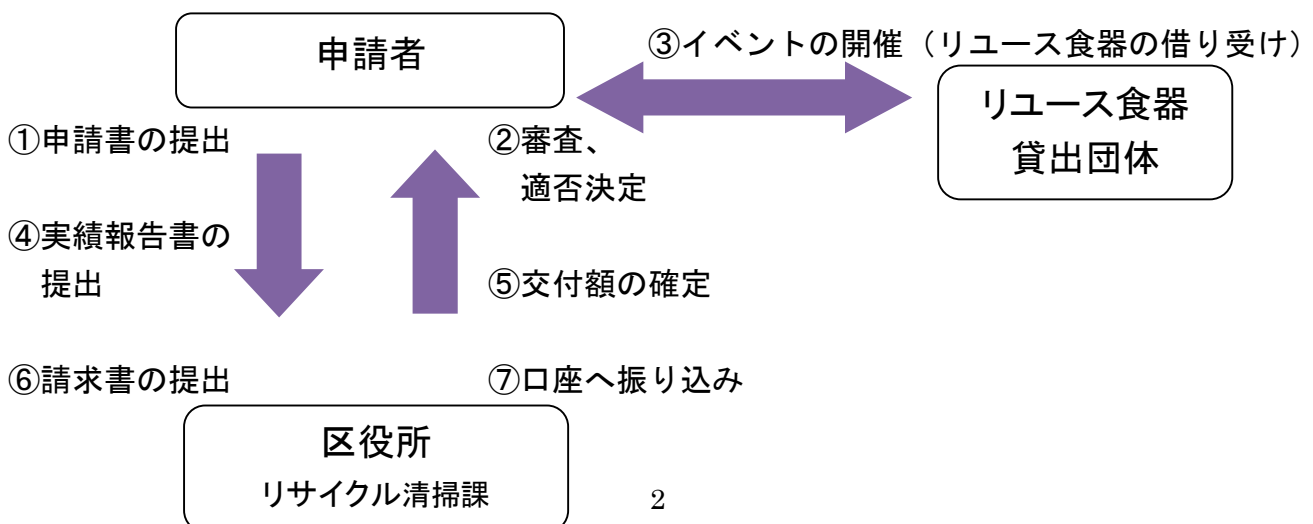 申請者
③イベントの開催（リユース食器の借り受け）
リユース食器
貸出団体
①申請書の提出
②審査、
適否決定
④実績報告書の
提出
⑤交付額の確定
⑥請求書の提出
⑦口座へ振り込み
区役所
リサイクル清掃課
2